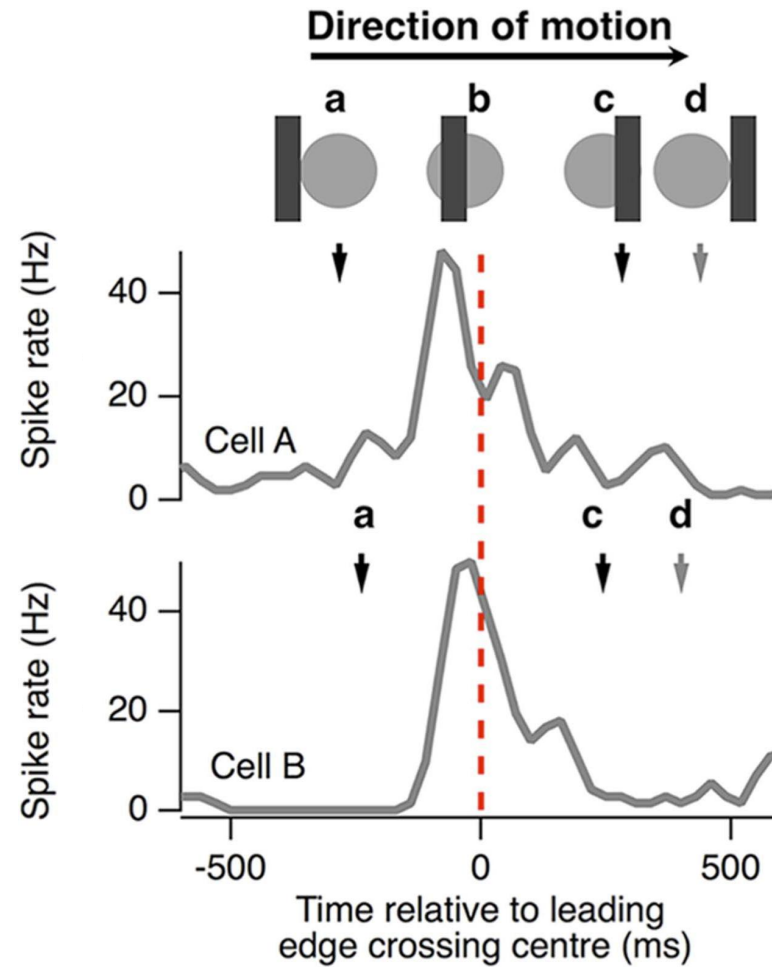 Direction of motion
a b c d
Spike rate (Hz)
40
20
0
Cell A
a c d
Spike rate (Hz)
40
20
0
Cell B
-500 0 500
Time relative to leading
edge crossing centre (ms)